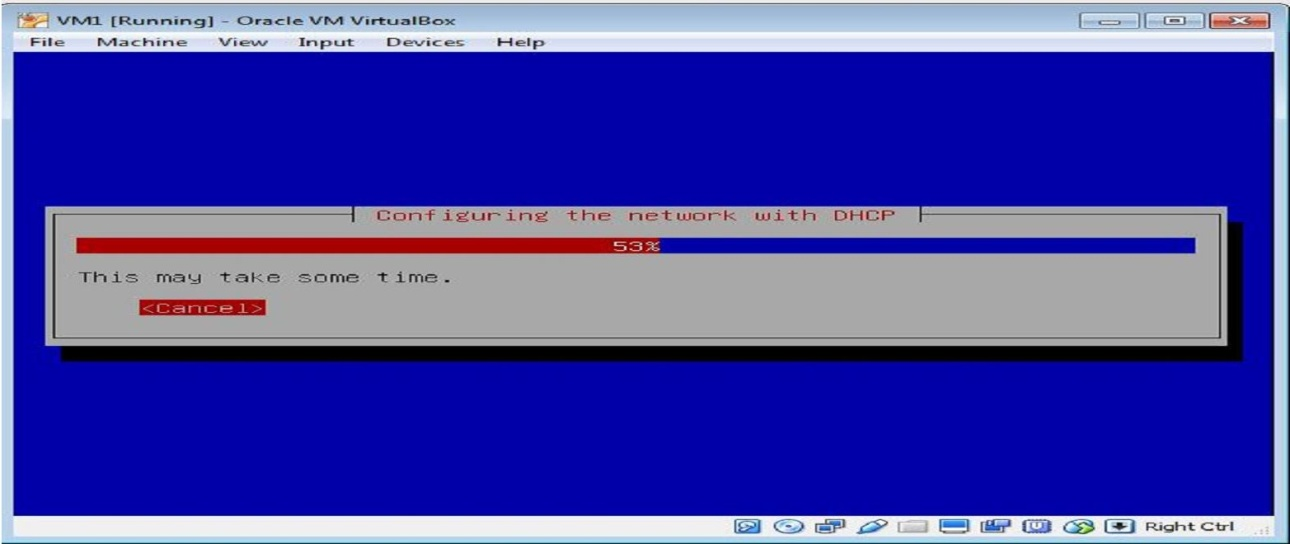 VM1 [Running] - Oracle VM VirtualBox
File Machine View Input Devices Help
Configuring the network with DHCP
53%
This may take some time.
<Cancel>
Right Ctrl